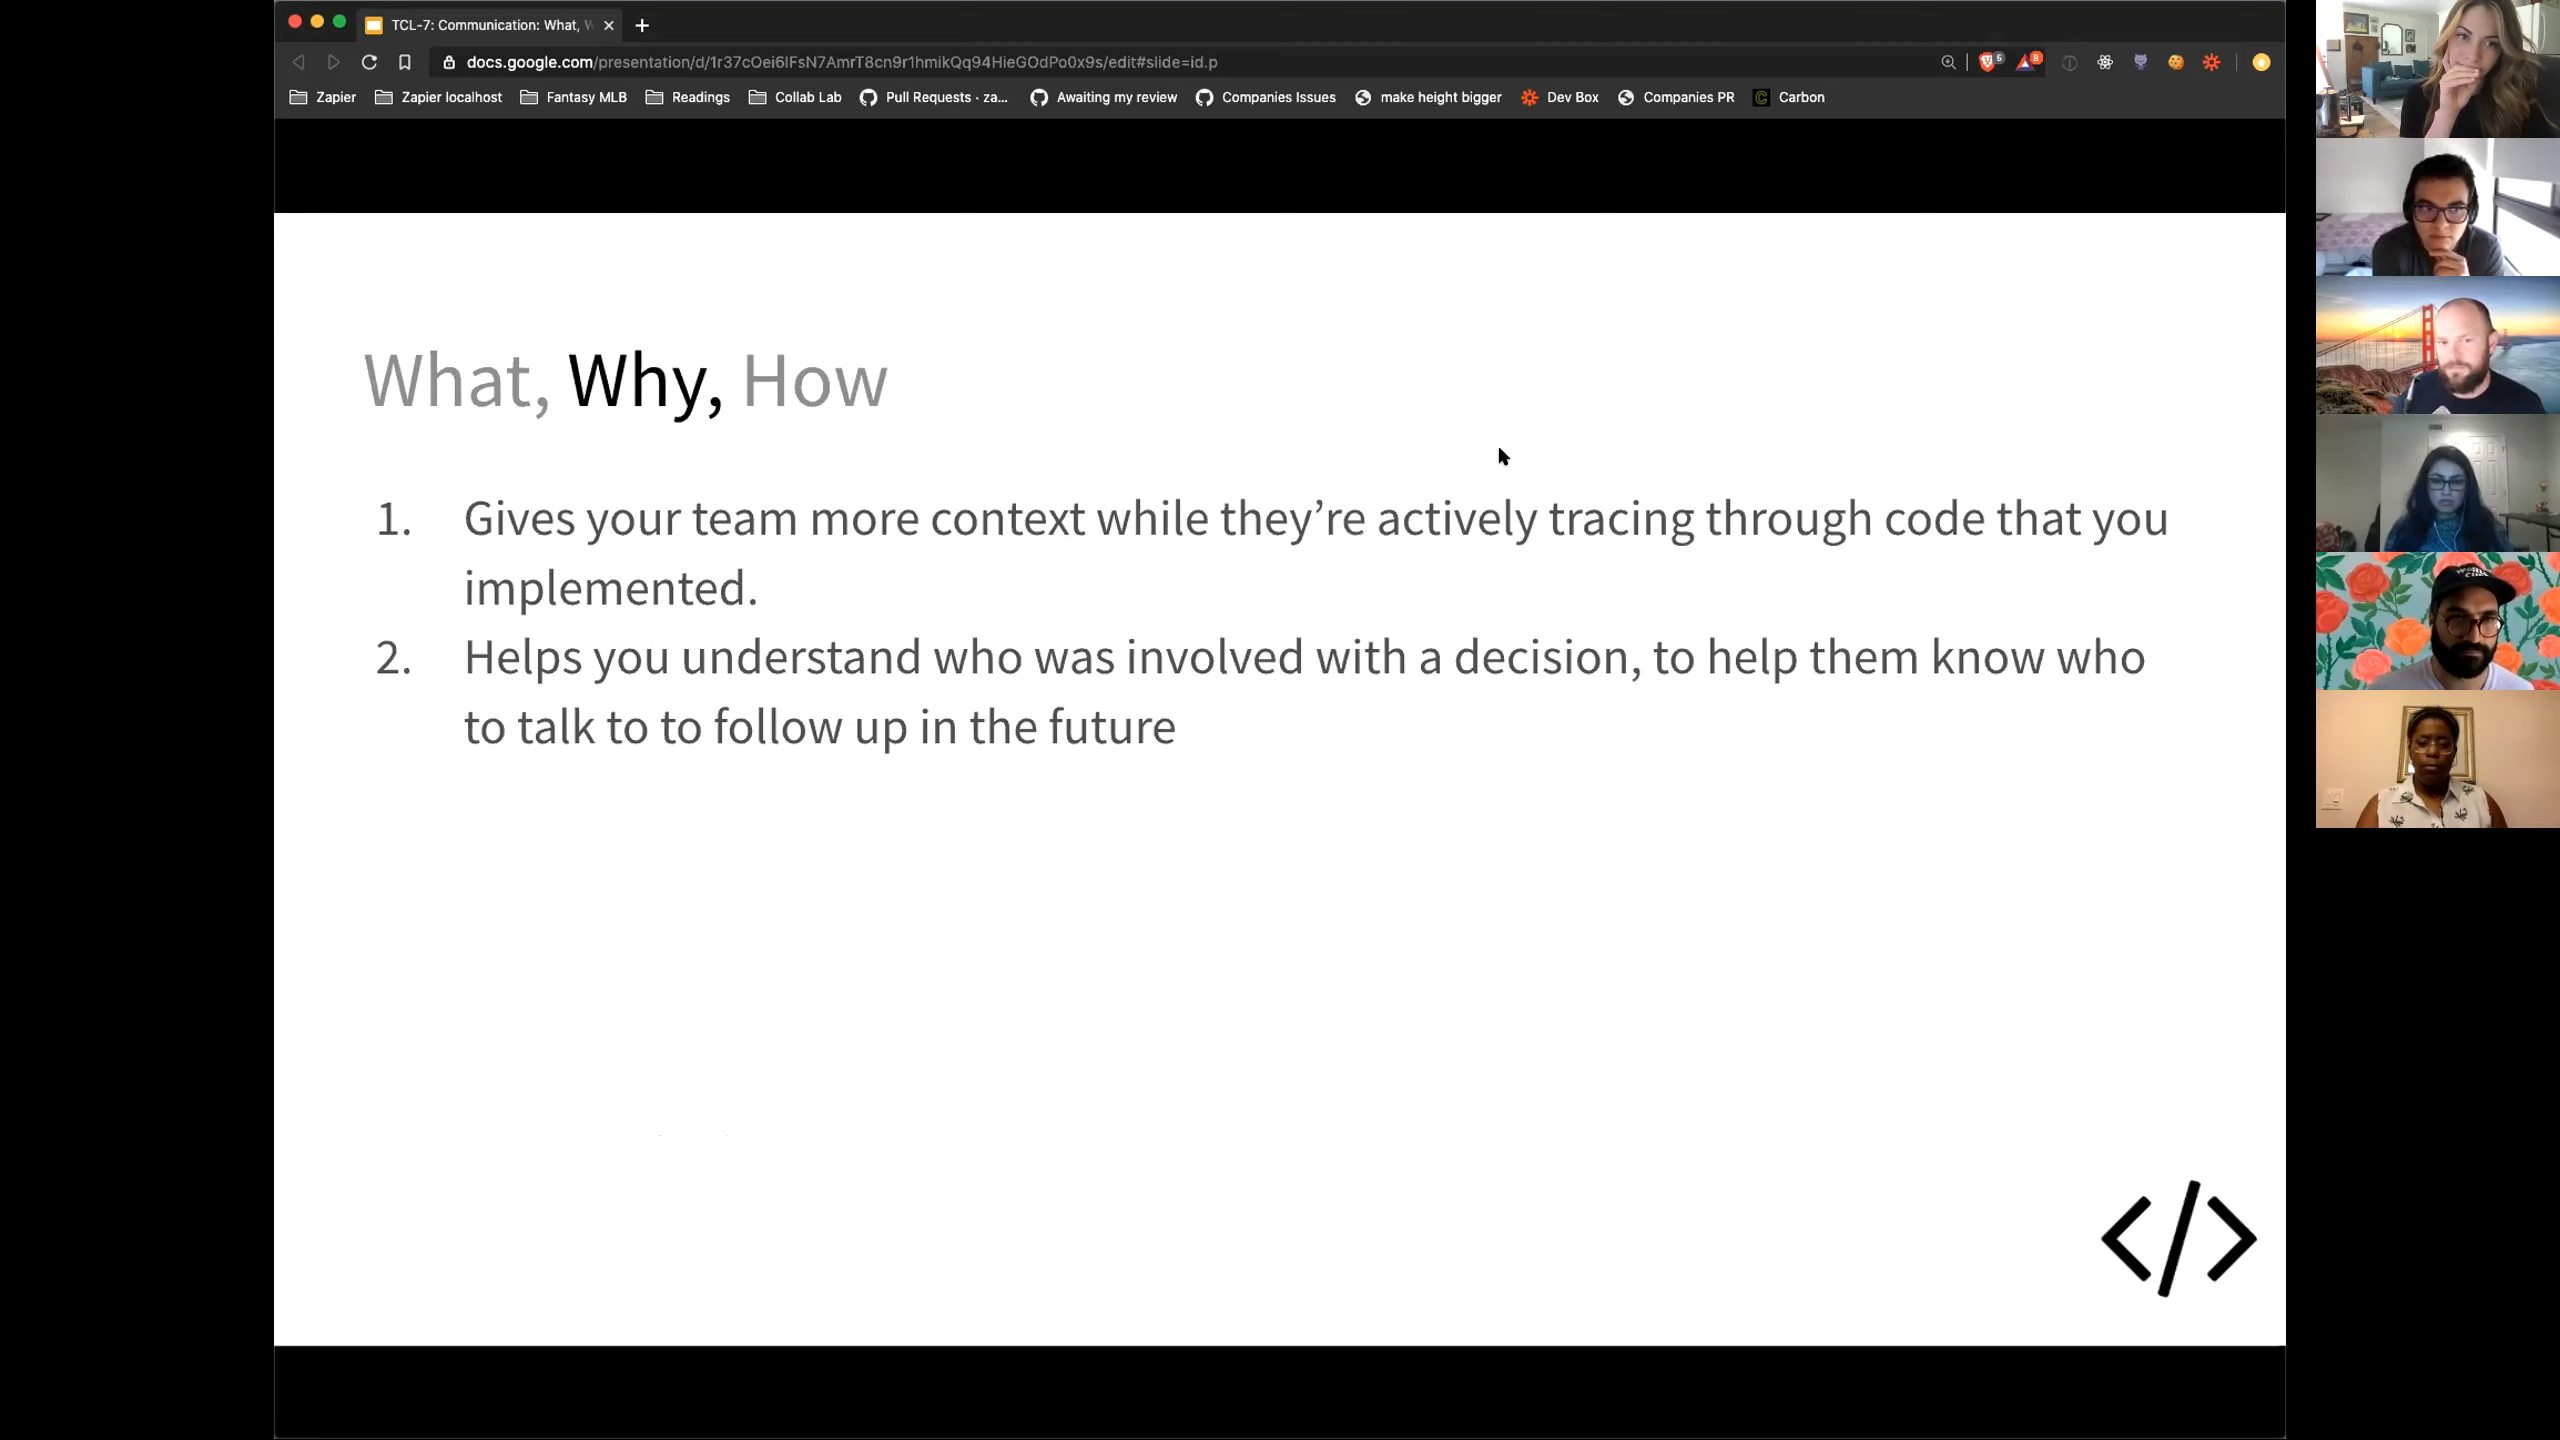 TCL-7: Communication: What, W
docs.google.com/presentation/d/1r37cOei6lFsN7AmrT8cn9r1hmikQq94HieGOdPo0x9s/edit#slide=id.p
5
8
Zapier
Zapier localhost
Fantasy MLB
Readings
Collab Lab
Pull Requests · za...
Awaiting my review
Companies Issues
make height bigger
Dev Box
Companies PR
Carbon
What, Why, How
1. Gives your team more context while they’re actively tracing through code that you
implemented.
2. Helps you understand who was involved with a decision, to help them know who
to talk to to follow up in the future
</>